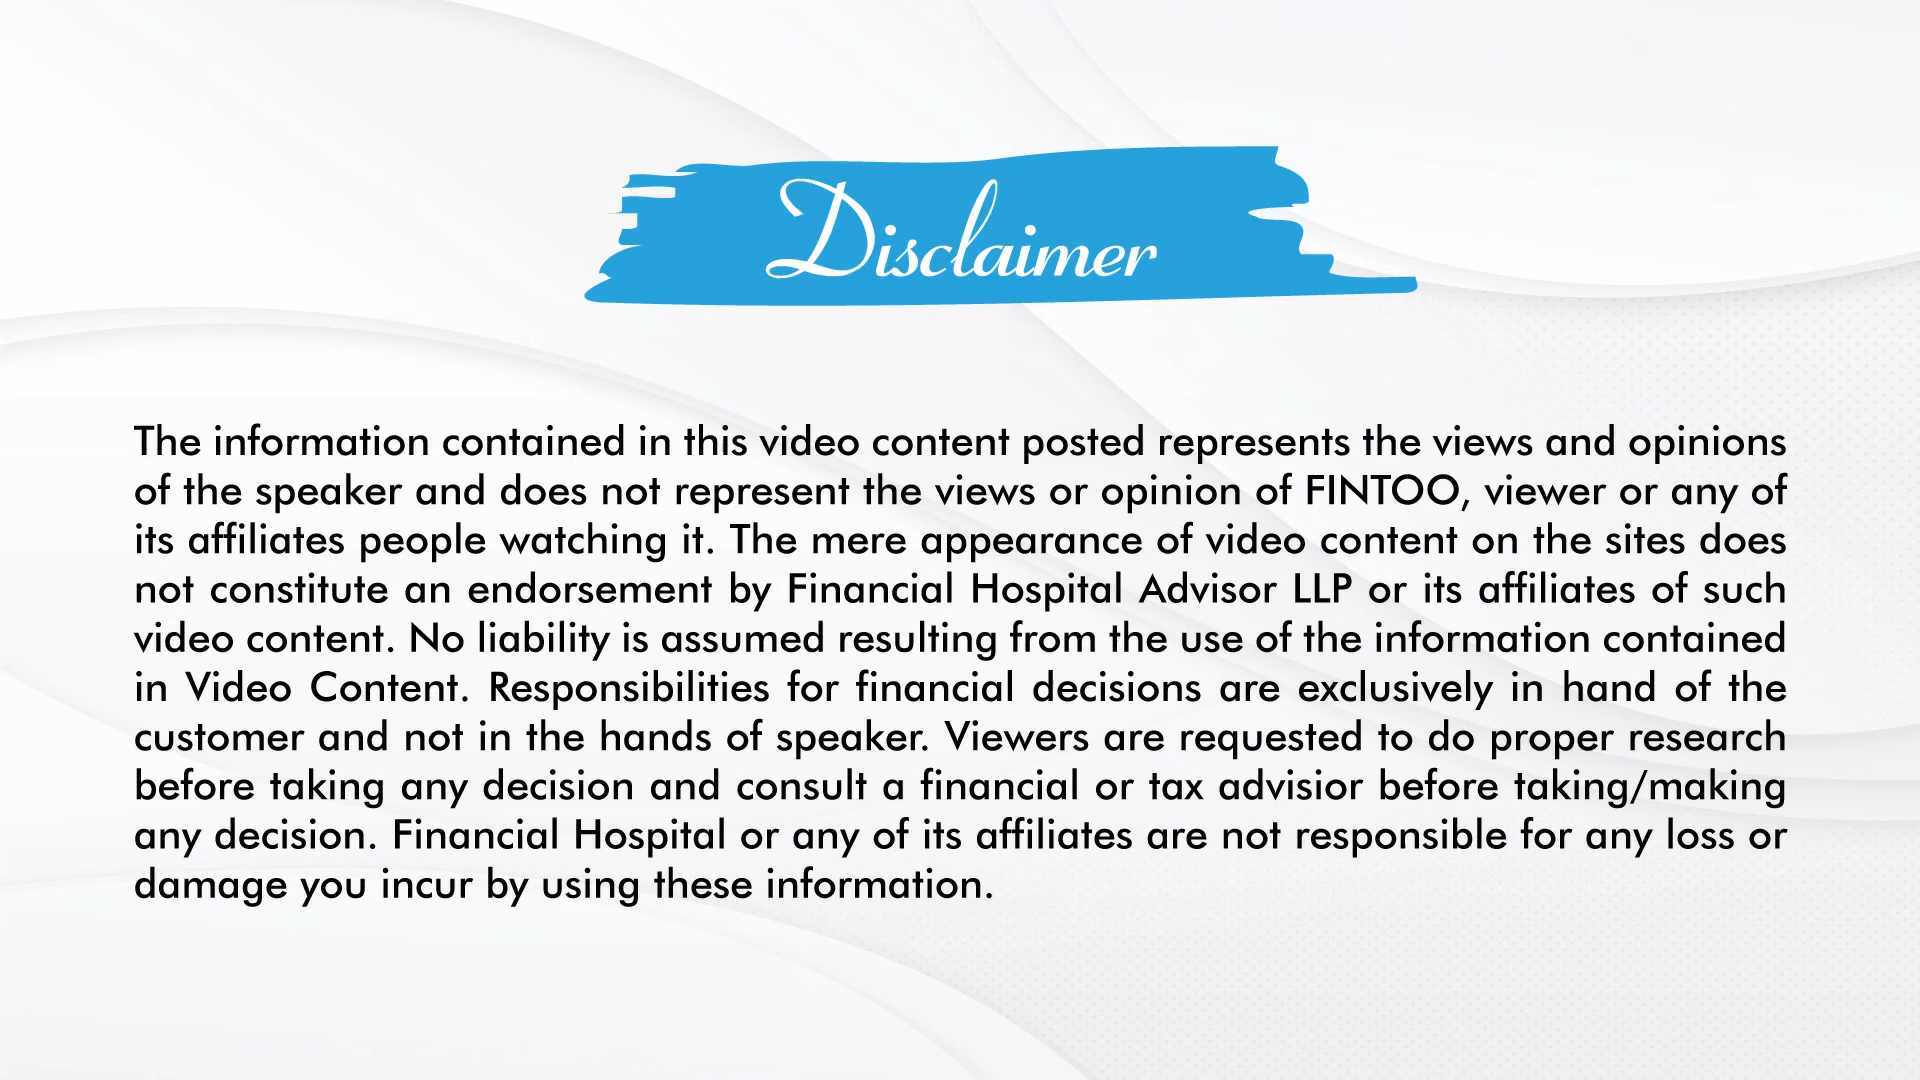 Disclaimer
The information contained in this video content posted represents the views and opinions
of the speaker and does not represent the views or opinion of FINTOO, viewer or any of
its affiliates people watching it. The mere appearance of video content on the sites does
not constitute an endorsement by Financial Hospital Advisor LLP or its affiliates of such
video content. No liability is assumed resulting from the use of the information contained
in Video Content. Responsibilities for financial decisions are exclusively in hand of the
customer and not in the hands of speaker. Viewers are requested to do proper research
before taking any decision and consult a financial or tax advisior before taking/making
any decision. Financial Hospital or any of its affiliates are not responsible for any loss or
damage you incur by using these information.